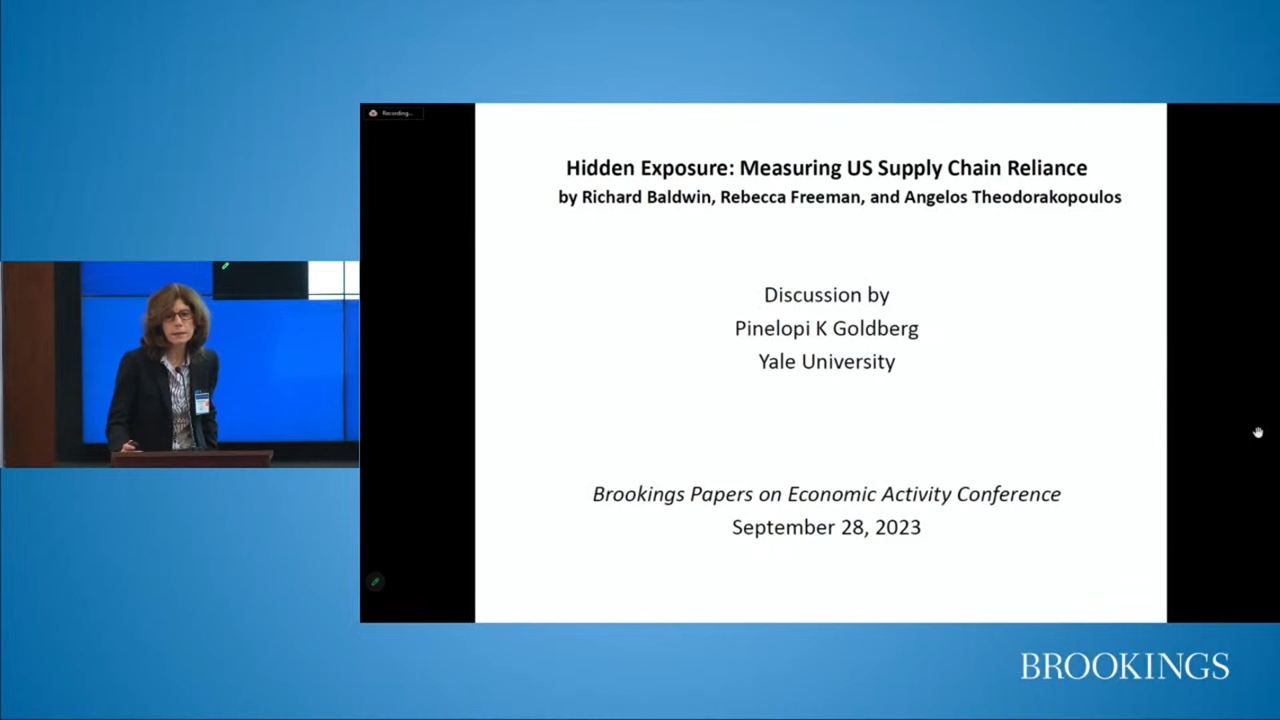 Recording...
Hidden Exposure: Measuring US Supply Chain Reliance
by Richard Baldwin, Rebecca Freeman, and Angelos Theodorakopoulos
Discussion by
Pinelopi K Goldberg
Yale University
Brookings Papers on Economic Activity Conference
September 28, 2023
BROOKINGS